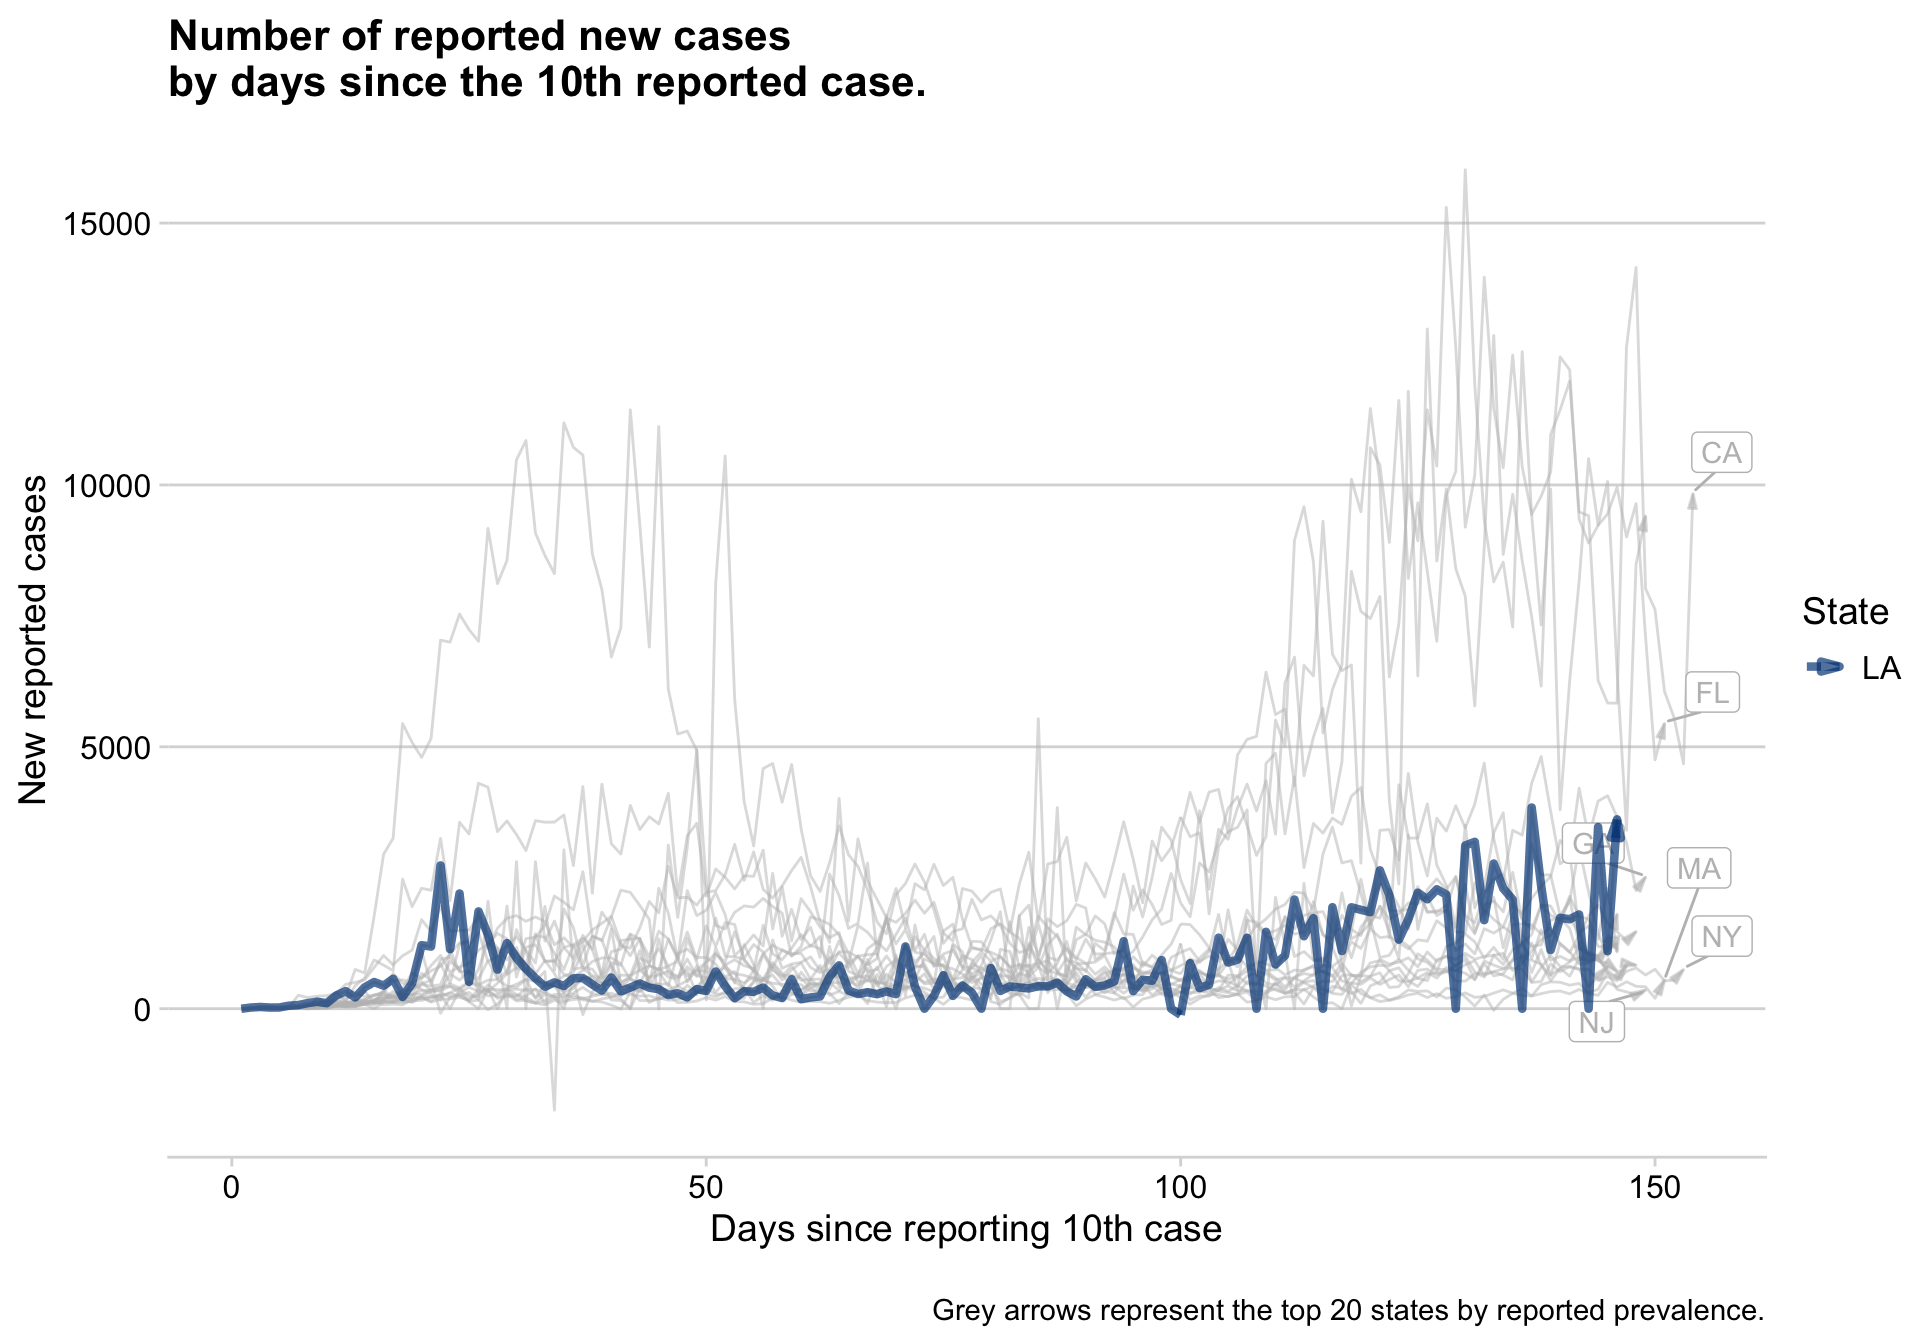 Number of reported new cases
by days since the 10th reported case.
New reported cases
15000
10000
5000
0
0
50
100
150
Days since reporting 10th case
CA
FL
GA
MA
NY
NJ
State
LA
Grey arrows represent the top 20 states by reported prevalence.